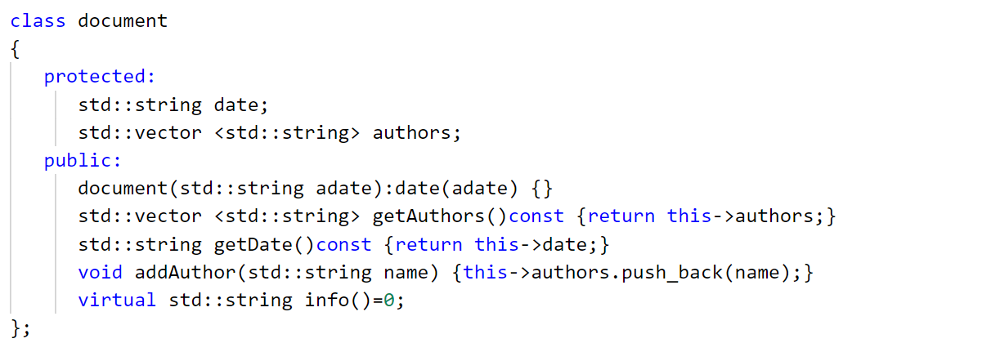 class document
{
protected:
std::string date;
std::vector <std::string> authors;
public:
document(std::string adate):date(adate) {}
std::vector <std::string> getAuthors()const {return this->authors;}
std::string getDate()const {return this->date;}
void addAuthor(std::string name) {this->authors.push_back(name);}
virtual std::string info()=0;
};